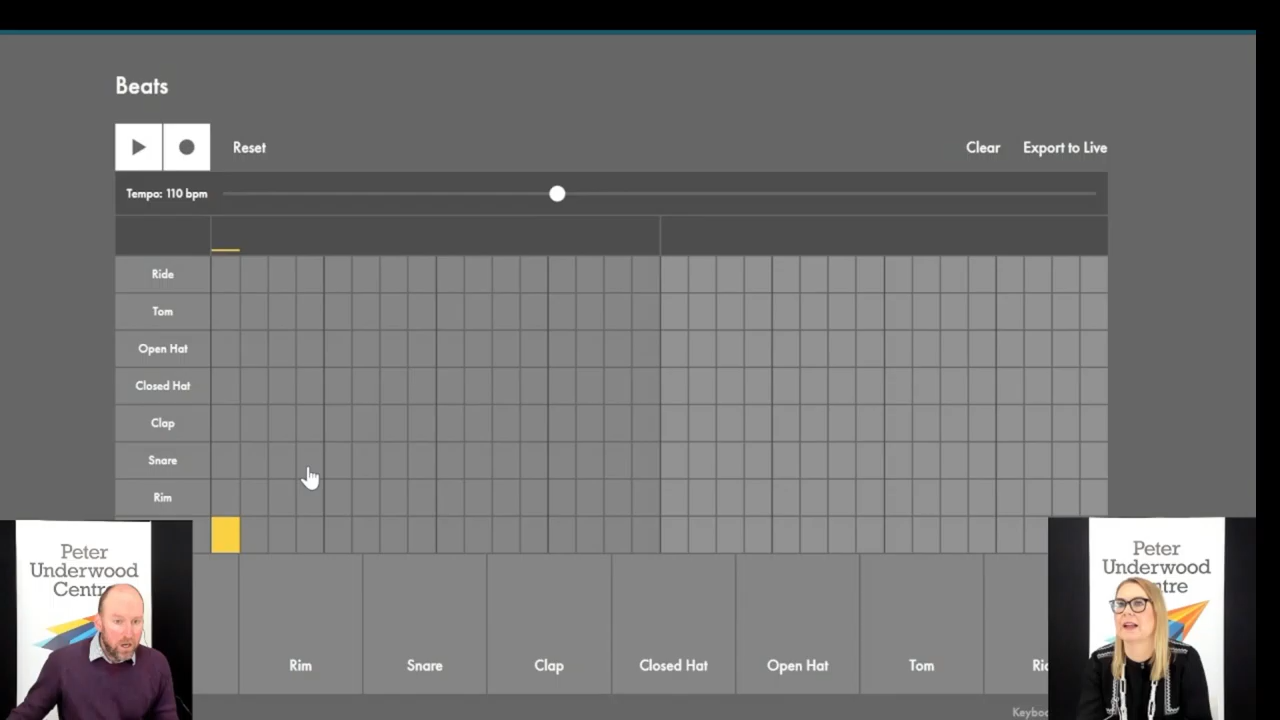 Beats
Reset
Clear
Export to Live
Tempo: 110 bpm
Ride
Tom
Open Hat
Closed Hat
Clap
Snare
Rim
Peter
Underwood
Peter
Underwood
Rim
Snare
Clap
Closed Hat
Open Hat
Tom